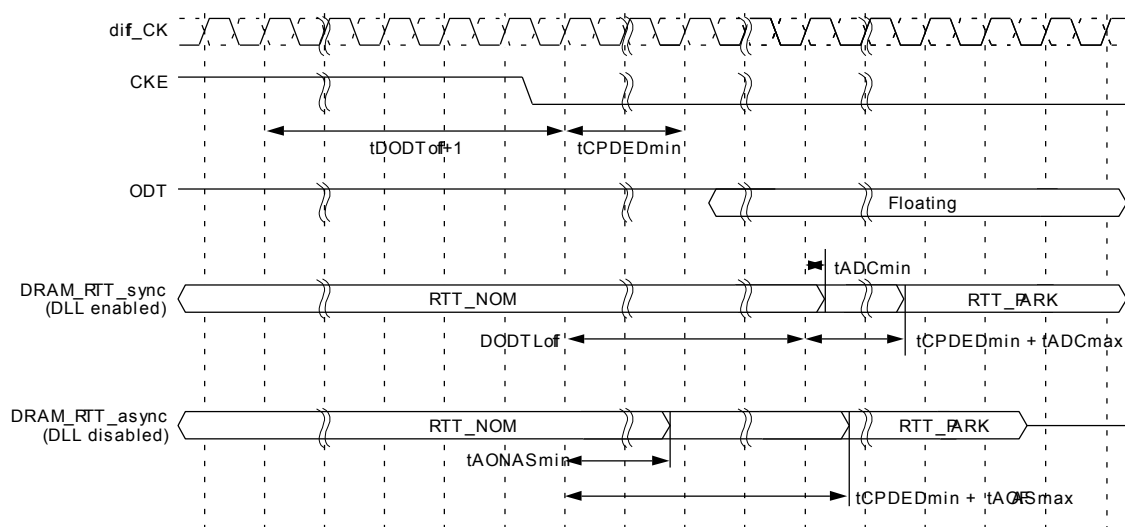 diff_CK
CKE
tDODToff+1
tCPDEDmin
ODT
Floating
tADCmin
DRAM_RTT_sync
(DLL enabled)
RTT_NOM
RTT_PARK
DODTLoff
tCPDEDmin + tADCmax
DRAM_RTT_async
(DLL disabled)
RTT_NOM
RTT_PARK
tAONASmin
tCPDEDmin + tAOFASmax